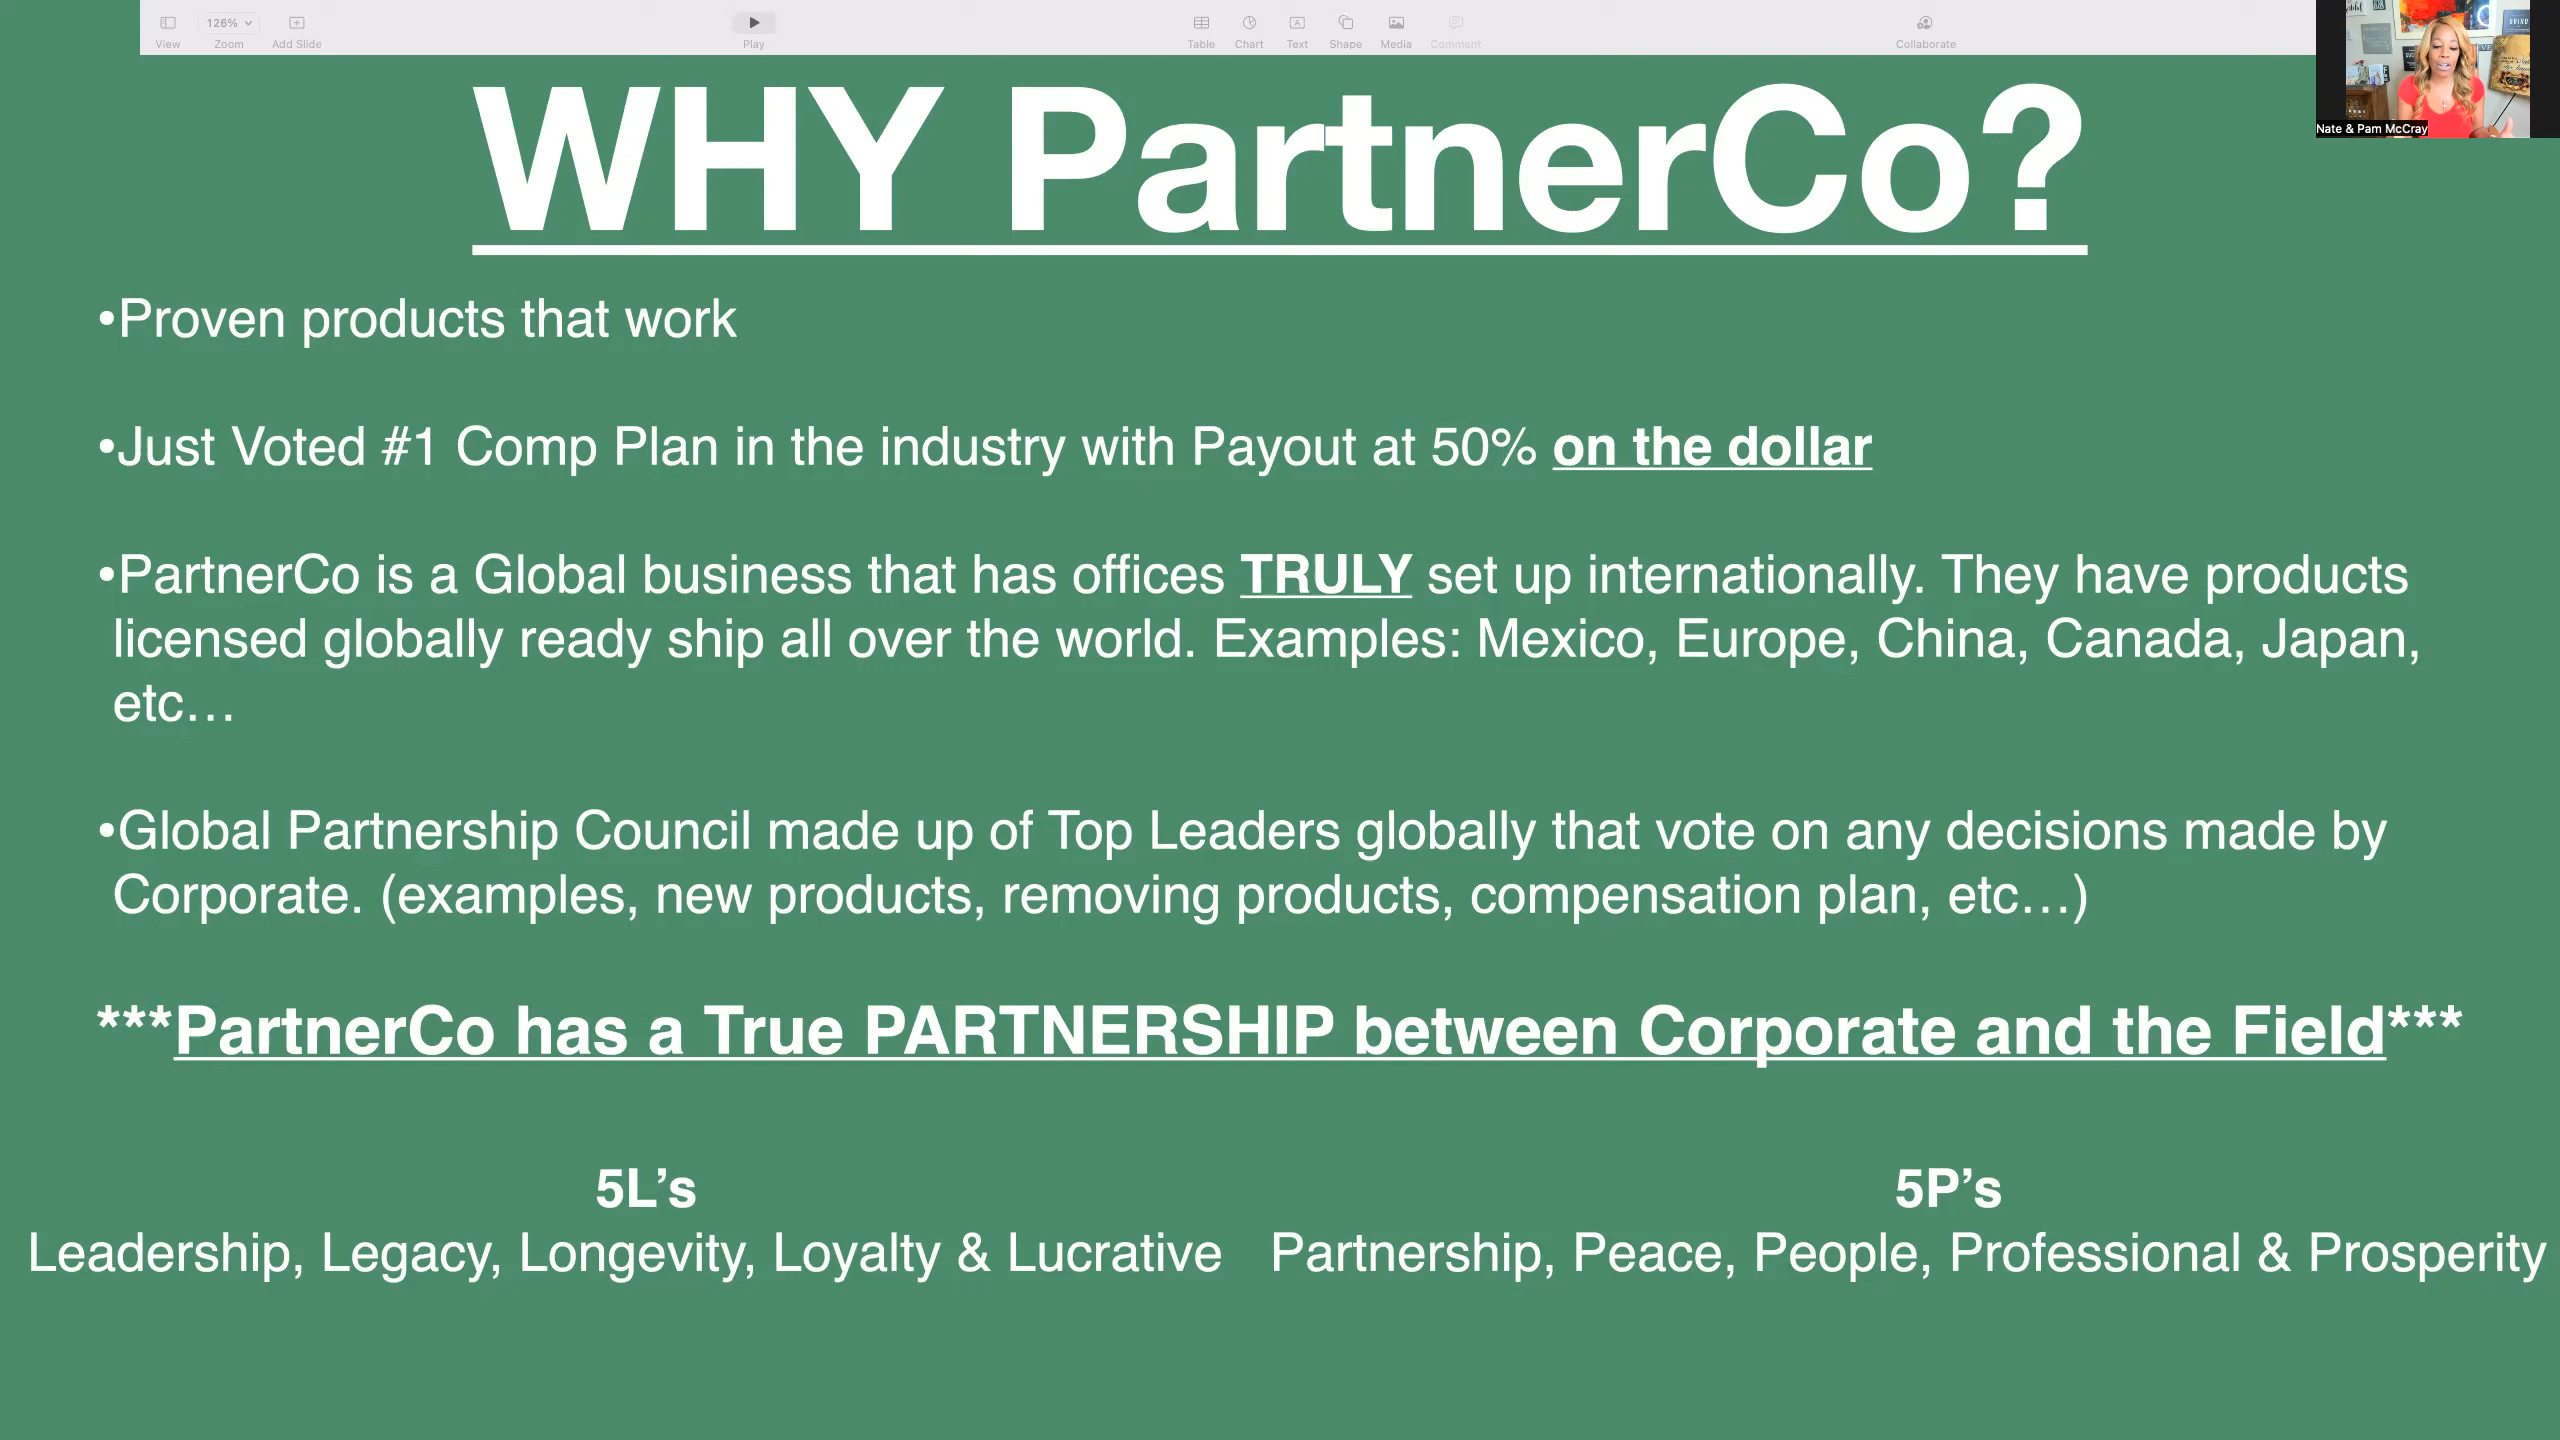 126%
View
Zoom
Add Slide
Play
Table
Chart
Text
Shape
Media
Comment
Collaborate
Nate & Pam McCray
WHY PartnerCo?
•Proven products that work
•Just Voted #1 Comp Plan in the industry with Payout at 50% on the dollar
•PartnerCo is a Global business that has offices TRULY set up internationally. They have products
licensed globally ready ship all over the world. Examples: Mexico, Europe, China, Canada, Japan,
etc…
•Global Partnership Council made up of Top Leaders globally that vote on any decisions made by
Corporate. (examples, new products, removing products, compensation plan, etc…)
***PartnerCo has a True PARTNERSHIP between Corporate and the Field***
5L’s
Leadership, Legacy, Longevity, Loyalty & Lucrative
5P’s
Partnership, Peace, People, Professional & Prosperity